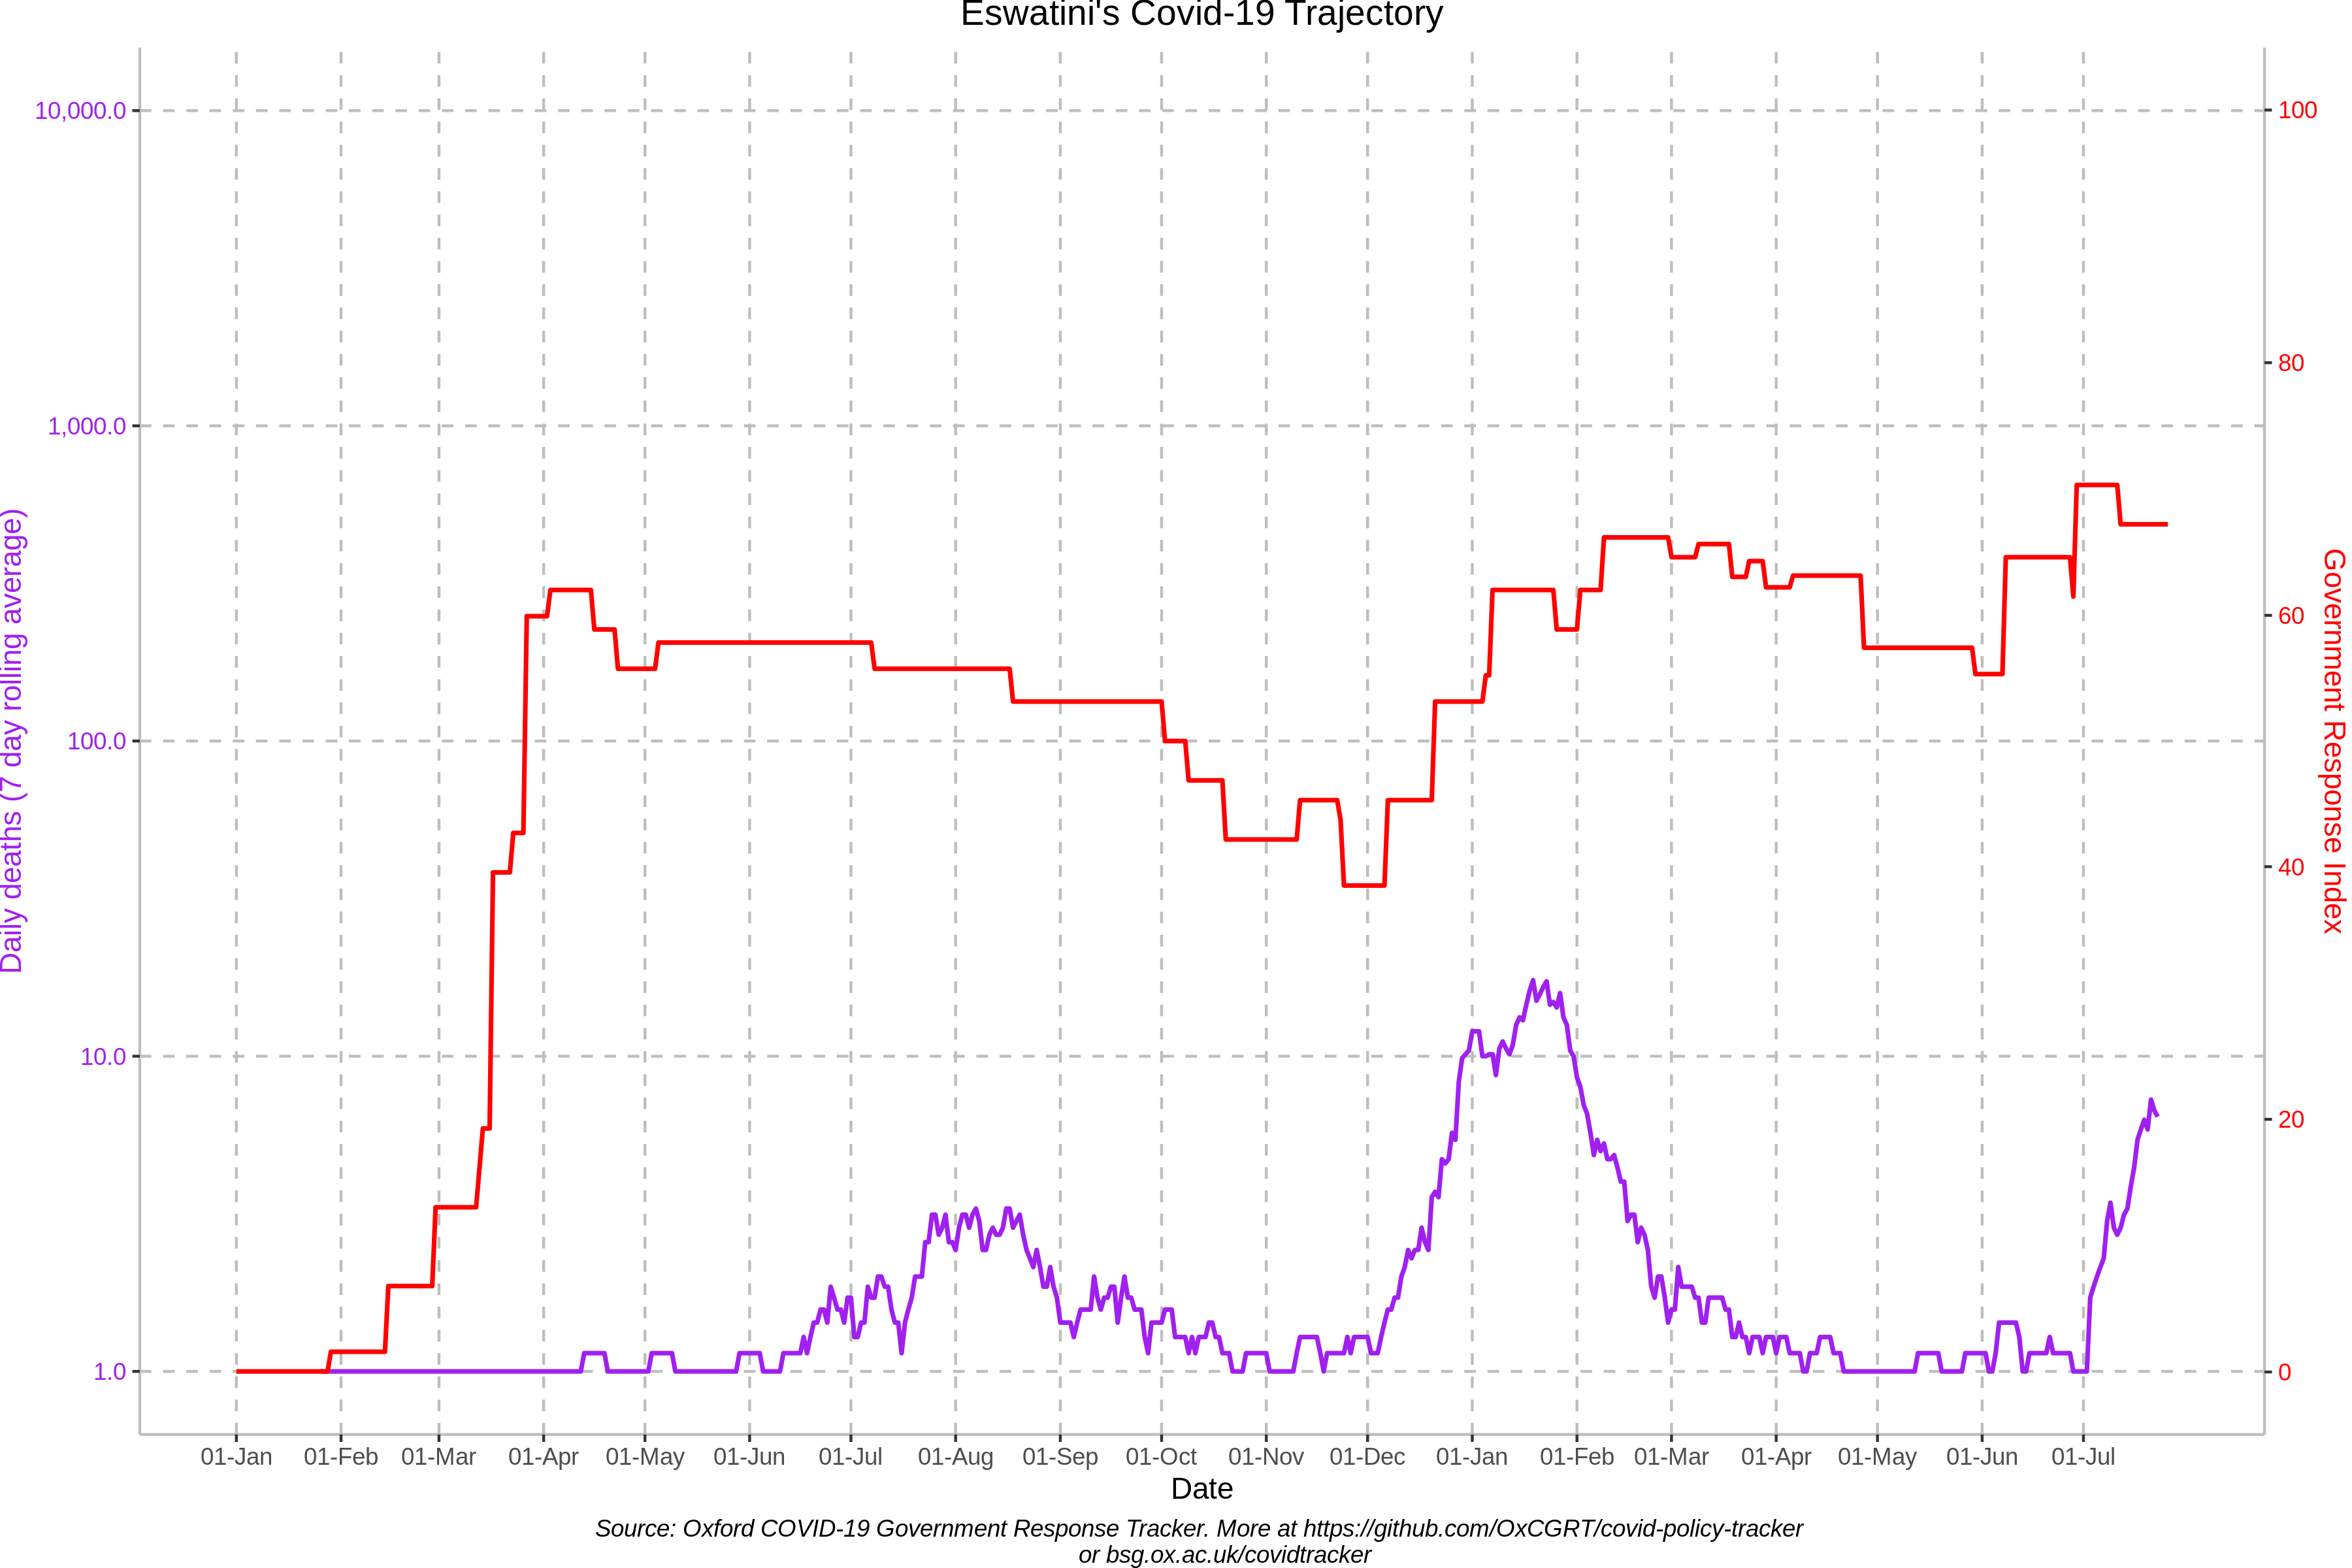 Eswatini's Covid-19 Trajectory
10,000.0
1,000.0
100.0
10.0
1.0
Daily deaths (7 day rolling average)
100
80
60
40
20
0
Government Response Index
01-Jan 01-Feb 01-Mar 01-Apr 01-May 01-Jun 01-Jul 01-Aug 01-Sep 01-Oct 01-Nov 01-Dec 01-Jan 01-Feb 01-Mar 01-Apr 01-May 01-Jun 01-Jul
Date
Source: Oxford COVID-19 Government Response Tracker. More at https://github.com/OxCGRT/covid-policy-tracker
or bsg.ox.ac.uk/covidtracker